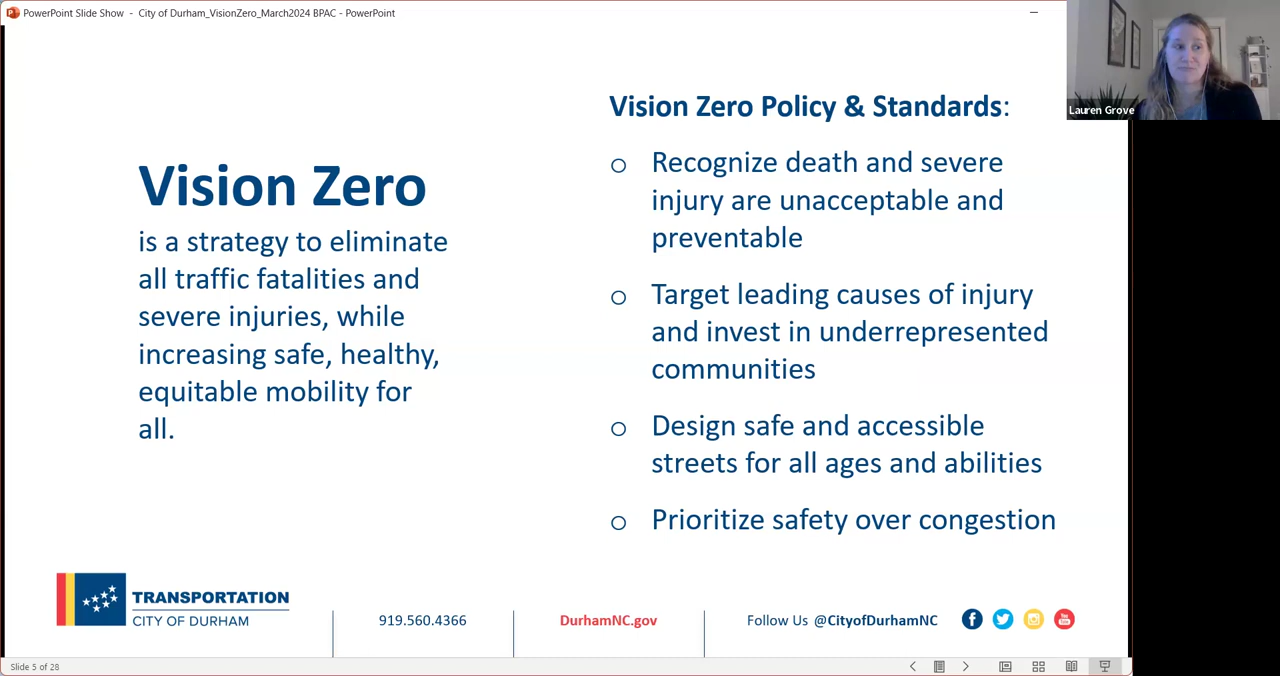 PowerPoint Slide Show - City of Durham_VisionZero_March2024 BPAC - PowerPoint
Lauren Grove
Vision Zero
is a strategy to eliminate
all traffic fatalities and
severe injuries, while
increasing safe, healthy,
equitable mobility for
all.
Vision Zero Policy & Standards:
o Recognize death and severe
injury are unacceptable and
preventable
o Target leading causes of injury
and invest in underrepresented
communities
o Design safe and accessible
streets for all ages and abilities
o Prioritize safety over congestion
TRANSPORTATION
CITY OF DURHAM
919.560.4366
DurhamNC.gov
Follow Us @CityofDurhamNC
You Tube
Slide 5 of 28